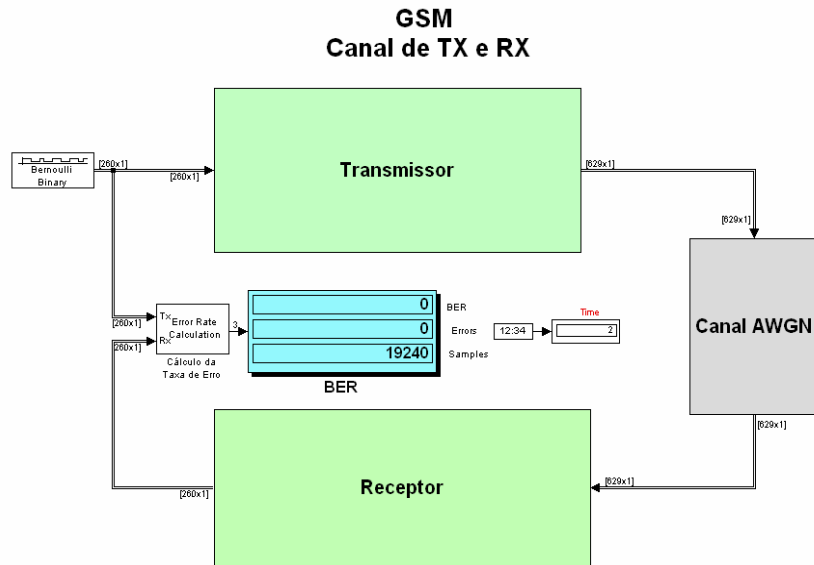 GSM
Canal de TX e RX
Transmissor
[260x1]
[260x1]
Bernoulli
Binary
[629x1]
[629x1]
Canal AWGN
[629x1]
Tx
Error Rate
Calculation
Rx
[260x1]
[260x1]
Cálculo da
Taxa de Erro
3
0
BER
0
Errors
19240
Samples
BER
12:34
Time
2
Receptor
[260x1]
[629x1]